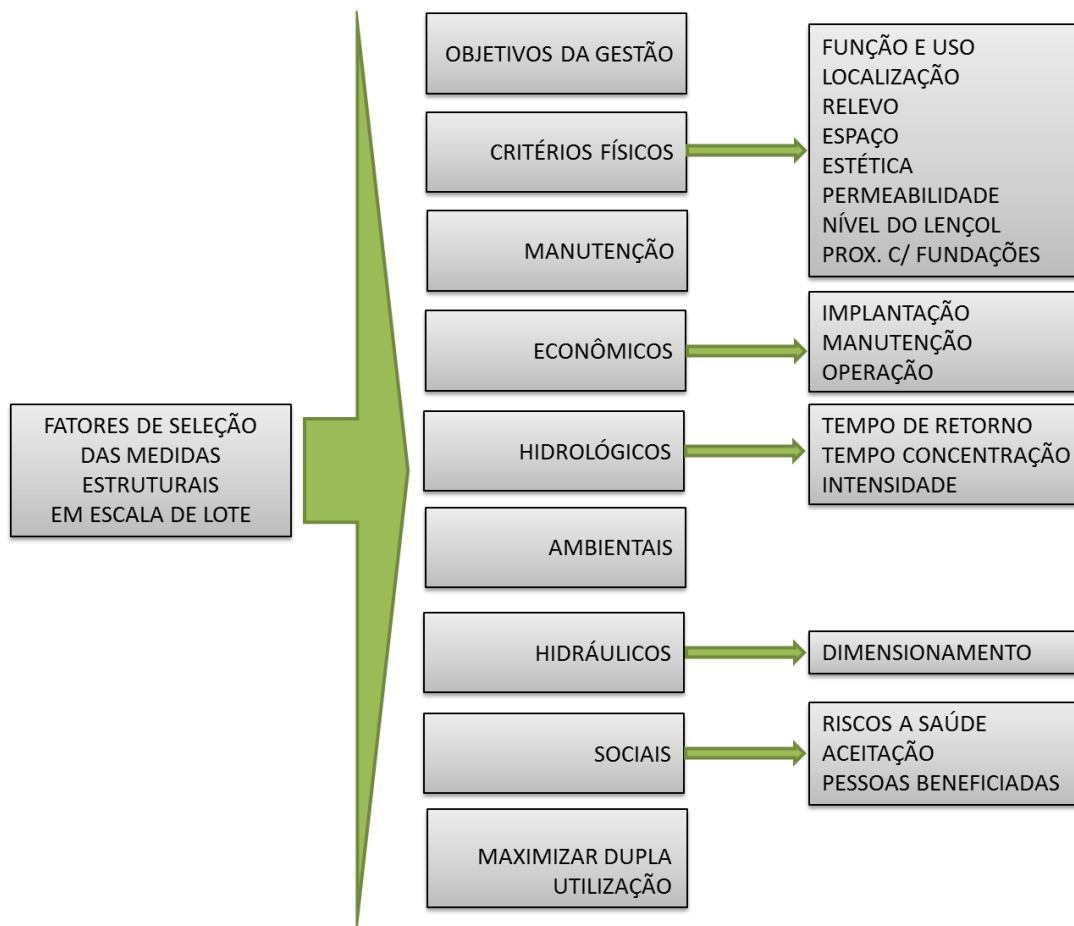 FATORES DE SELEÇÃO
DAS MEDIDAS
ESTRUTURAIS
EM ESCALA DE LOTE
OBJETIVOS DA GESTÃO
CRITÉRIOS FÍSICOS
FUNÇÃO E USO
LOCALIZAÇÃO
RELEVO
ESPAÇO
ESTÉTICA
PERMEABILIDADE
NÍVEL DO LENÇOL
PROX. C/ FUNDAÇÕES
MANUTENÇÃO
ECONÔMICOS
IMPLANTAÇÃO
MANUTENÇÃO
OPERAÇÃO
HIDROLÓGICOS
TEMPO DE RETORNO
TEMPO CONCENTRAÇÃO
INTENSIDADE
AMBIENTAIS
HIDRÁULICOS
DIMENSIONAMENTO
SOCIAIS
RISCOS A SAÚDE
ACEITAÇÃO
PESSOAS BENEFICIADAS
MAXIMIZAR DUPLA
UTILIZAÇÃO